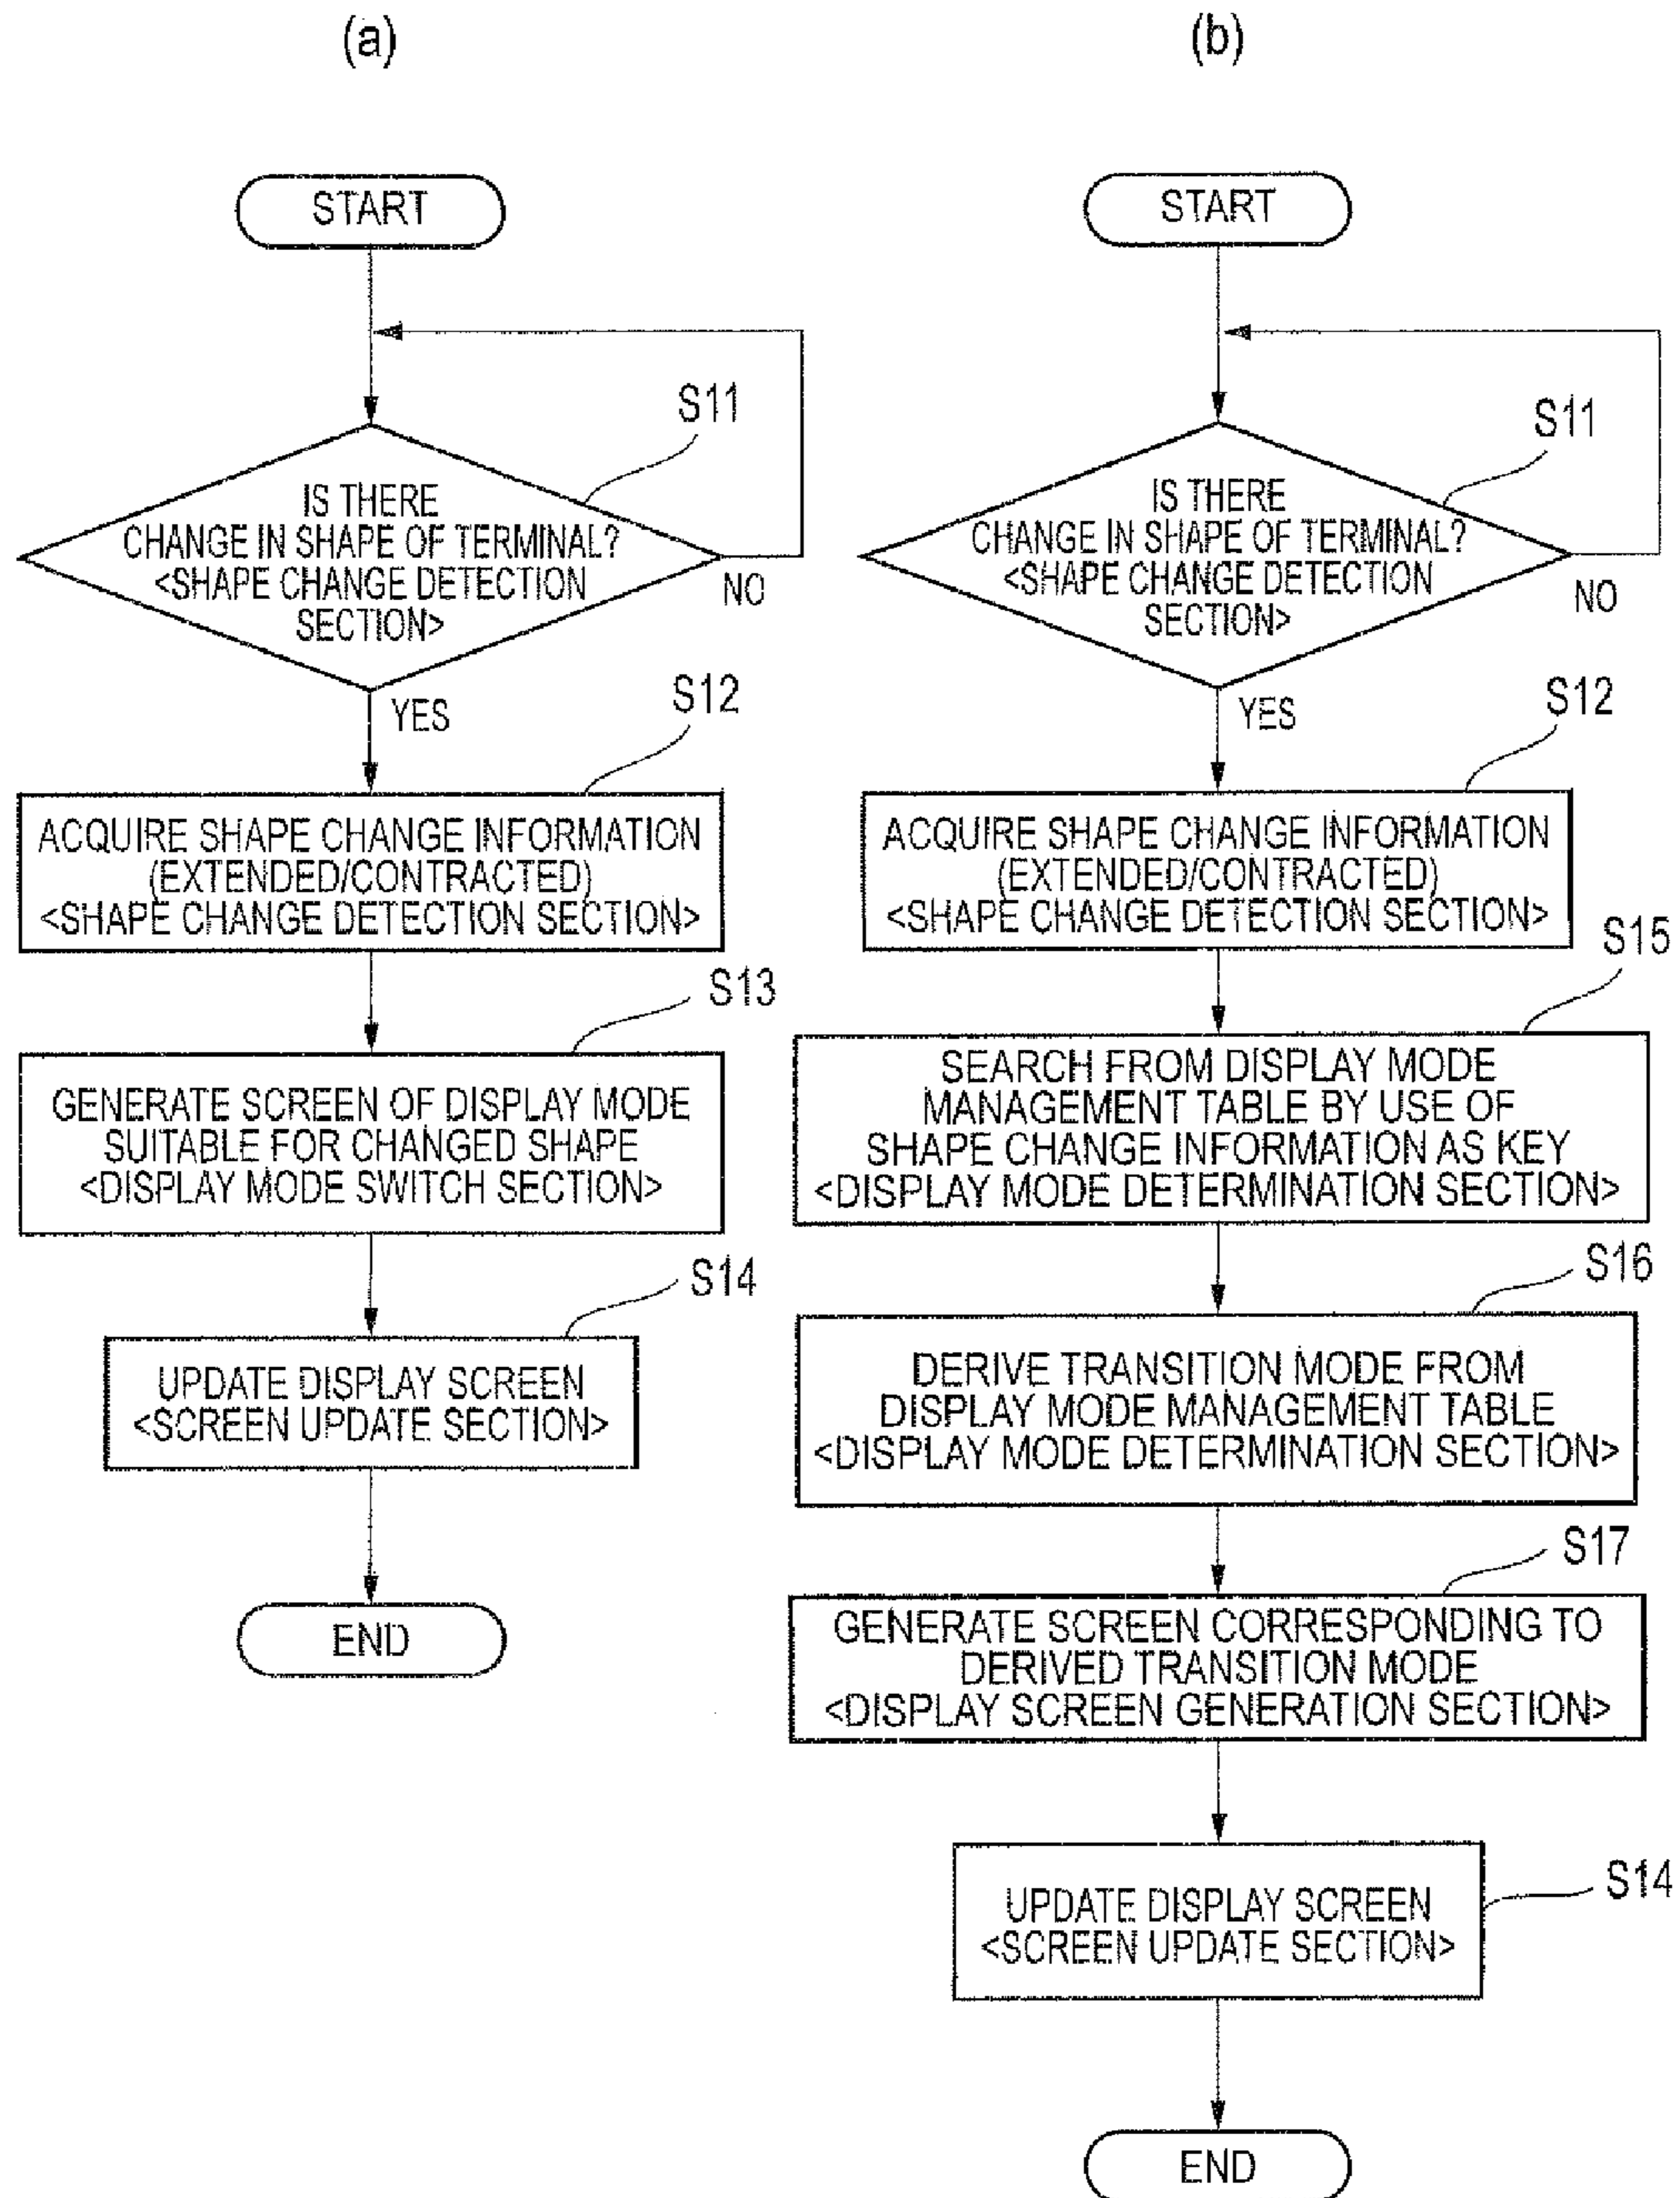 (a)
START
S11
IS THERE
CHANGE IN SHAPE OF TERMINAL?
<SHAPE CHANGE DETECTION
SECTION>
NO
YES
S12
ACQUIRE SHAPE CHANGE INFORMATION
(EXTENDED/CONTRACTED)
<SHAPE CHANGE DETECTION SECTION>
S13
GENERATE SCREEN OF DISPLAY MODE
SUITABLE FOR CHANGED SHAPE
<DISPLAY MODE SWITCH SECTION>
S14
UPDATE DISPLAY SCREEN
<SCREEN UPDATE SECTION>
END
(b)
START
S11
IS THERE
CHANGE IN SHAPE OF TERMINAL?
<SHAPE CHANGE DETECTION
SECTION>
NO
YES
S12
ACQUIRE SHAPE CHANGE INFORMATION
(EXTENDED/CONTRACTED)
<SHAPE CHANGE DETECTION SECTION>
S15
SEARCH FROM DISPLAY MODE
MANAGEMENT TABLE BY USE OF
SHAPE CHANGE INFORMATION AS KEY
<DISPLAY MODE DETERMINATION SECTION>
S16
DERIVE TRANSITION MODE FROM
DISPLAY MODE MANAGEMENT TABLE
<DISPLAY MODE DETERMINATION SECTION>
S17
GENERATE SCREEN CORRESPONDING TO
DERIVED TRANSITION MODE
<DISPLAY SCREEN GENERATION SECTION>
S14
UPDATE DISPLAY SCREEN
<SCREEN UPDATE SECTION>
END